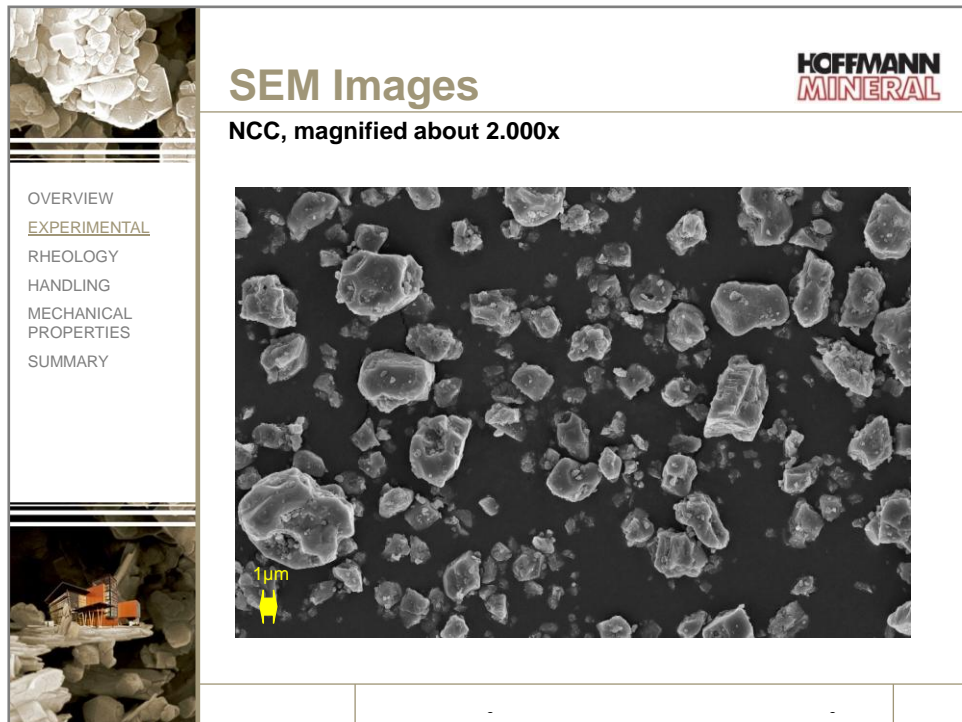 SEM Images
HOFFMANN
MINERAL
NCC, magnified about 2.000x
OVERVIEW
EXPERIMENTAL
RHEOLOGY
HANDLING
MECHANICAL
PROPERTIES
SUMMARY
1µm
- -